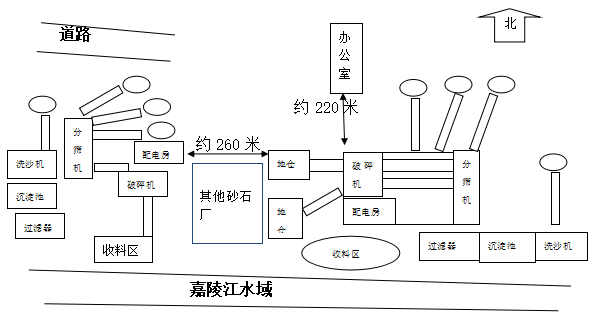 道路
北
办公室
约 220 米
分筛机
洗沙机
配电房
约 260 米
地仓
破碎机
分筛机
沉淀池
破碎机
其他砂石厂
地仓
配电房
过滤器
收料区
收料区
过滤器
沉淀池
洗沙机
嘉陵江水域